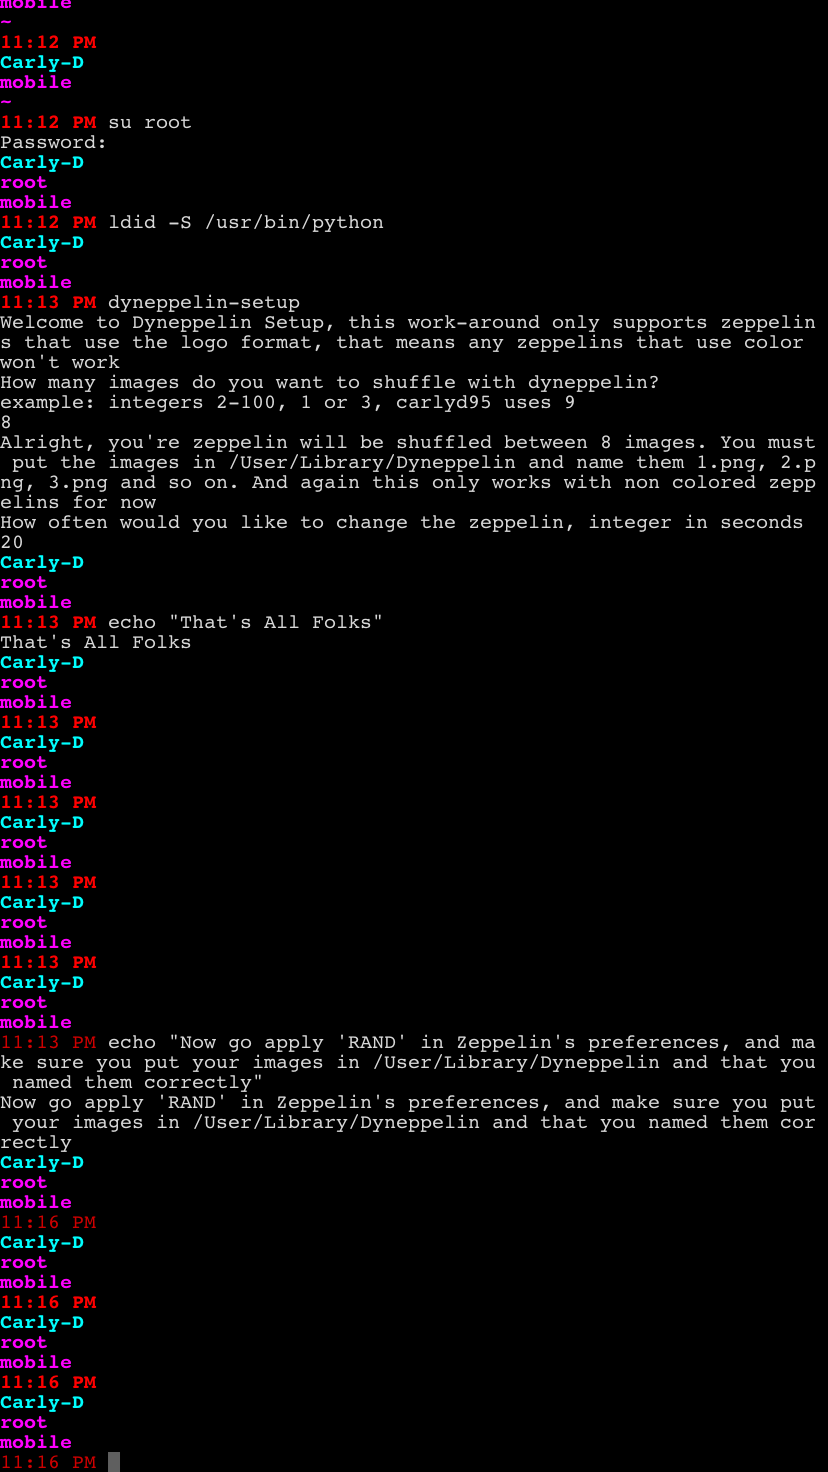 mobile
~
11:12 PM
Carly-D
mobile
~
11:12 PM su root
Password:
Carly-D
root
mobile
11:12 PM ldid -S /usr/bin/python
Carly-D
root
mobile
11:13 PM dyneppelin-setup
Welcome to Dyneppelin Setup, this work-around only supports zeppelin
s that use the logo format, that means any zeppelins that use color
won't work
How many images do you want to shuffle with dyneppelin?
example: integers 2-100, 1 or 3, carlyd95 uses 9
8
Alright, you're zeppelin will be shuffled between 8 images. You must
 put the images in /User/Library/Dyneppelin and name them 1.png, 2.p
ng, 3.png and so on. And again this only works with non colored zepp
elins for now
How often would you like to change the zeppelin, integer in seconds
20
Carly-D
root
mobile
11:13 PM echo "That's All Folks"
That's All Folks
Carly-D
root
mobile
11:13 PM
Carly-D
root
mobile
11:13 PM
Carly-D
root
mobile
11:13 PM
Carly-D
root
mobile
11:13 PM
Carly-D
root
mobile
11:13 PM echo "Now go apply 'RAND' in Zeppelin's preferences, and ma
ke sure you put your images in /User/Library/Dyneppelin and that you
 named them correctly"
Now go apply 'RAND' in Zeppelin's preferences, and make sure you put
 your images in /User/Library/Dyneppelin and that you named them cor
rectly
Carly-D
root
mobile
11:16 PM
Carly-D
root
mobile
11:16 PM
Carly-D
root
mobile
11:16 PM
Carly-D
root
mobile
11:16 PM